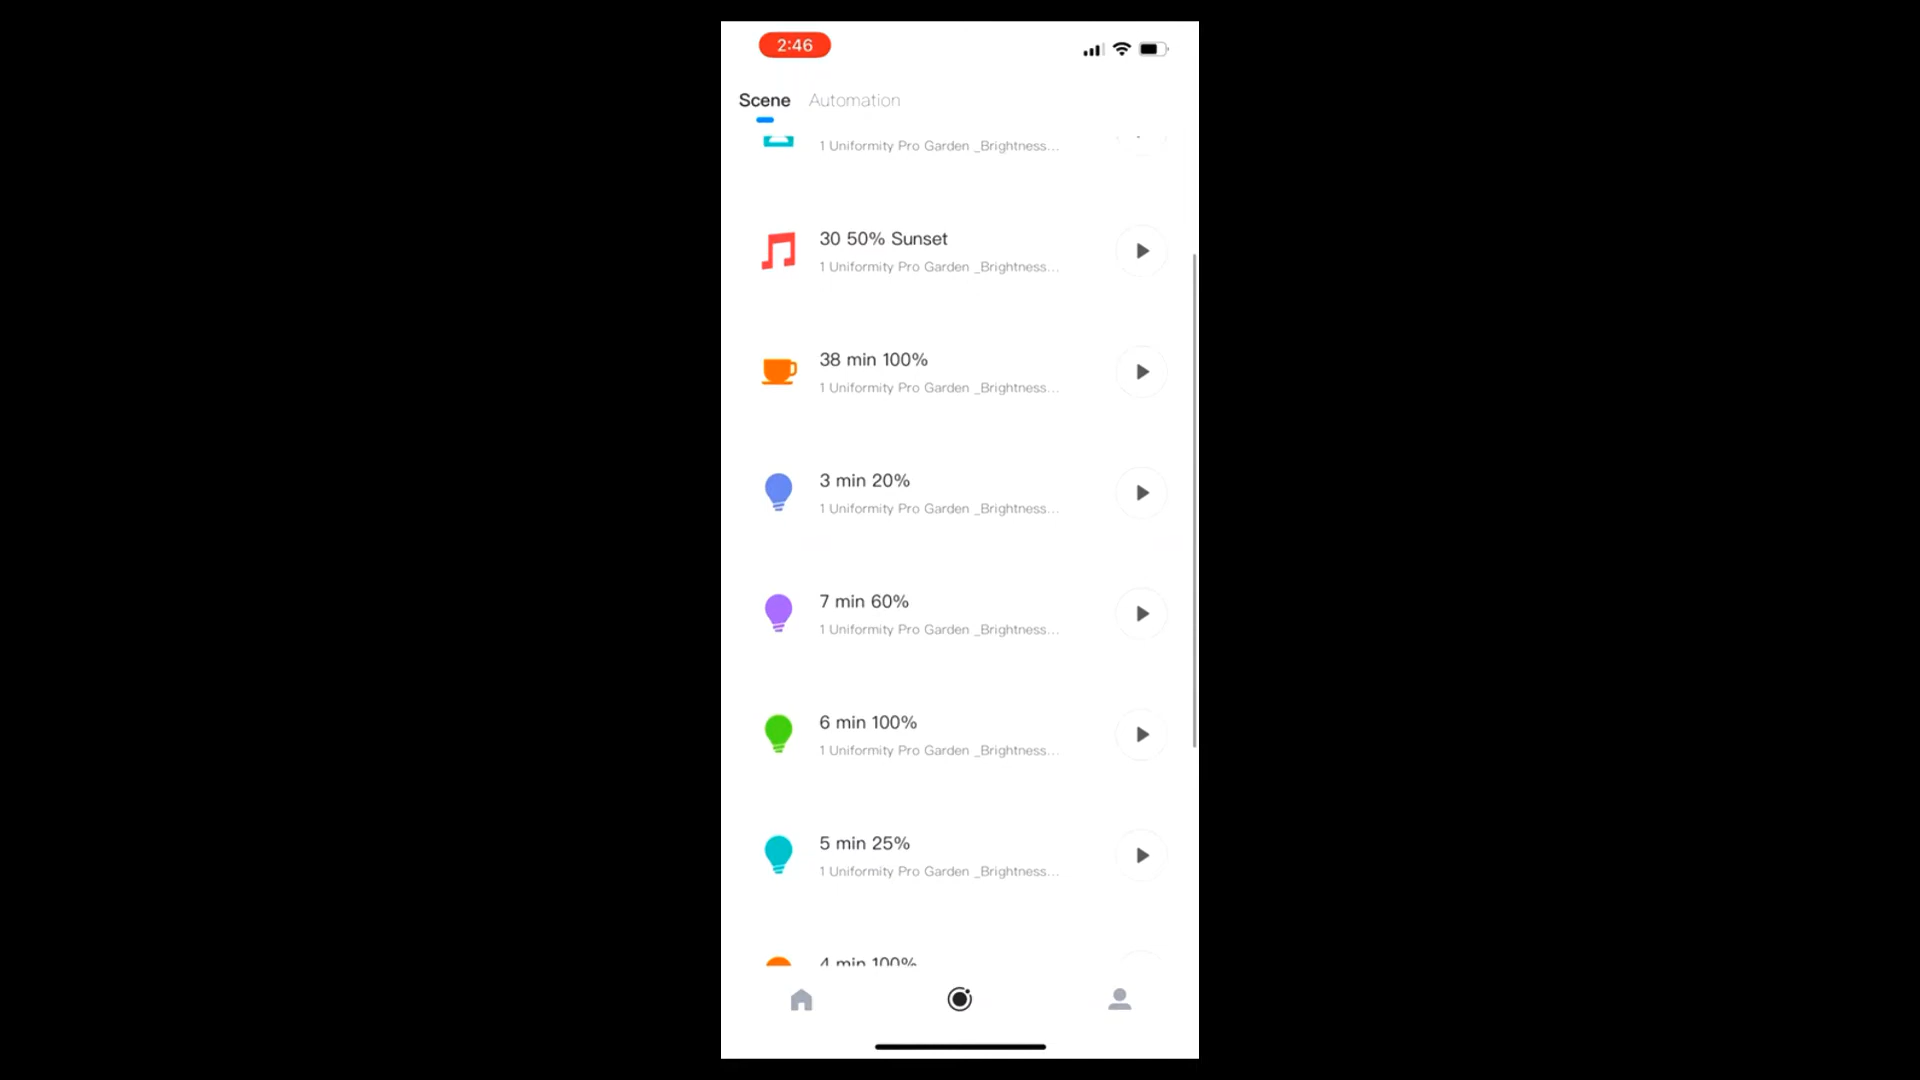 2:46
Scene Automation
1 Uniformity Pro Garden _Brightness...
30 50% Sunset
1 Uniformity Pro Garden _Brightness...
38 min 100%
1 Uniformity Pro Garden _Brightness...
3 min 20%
1 Uniformity Pro Garden _Brightness...
7 min 60%
1 Uniformity Pro Garden _Brightness...
6 min 100%
1 Uniformity Pro Garden _Brightness...
5 min 25%
1 Uniformity Pro Garden _Brightness...
4 min 100%